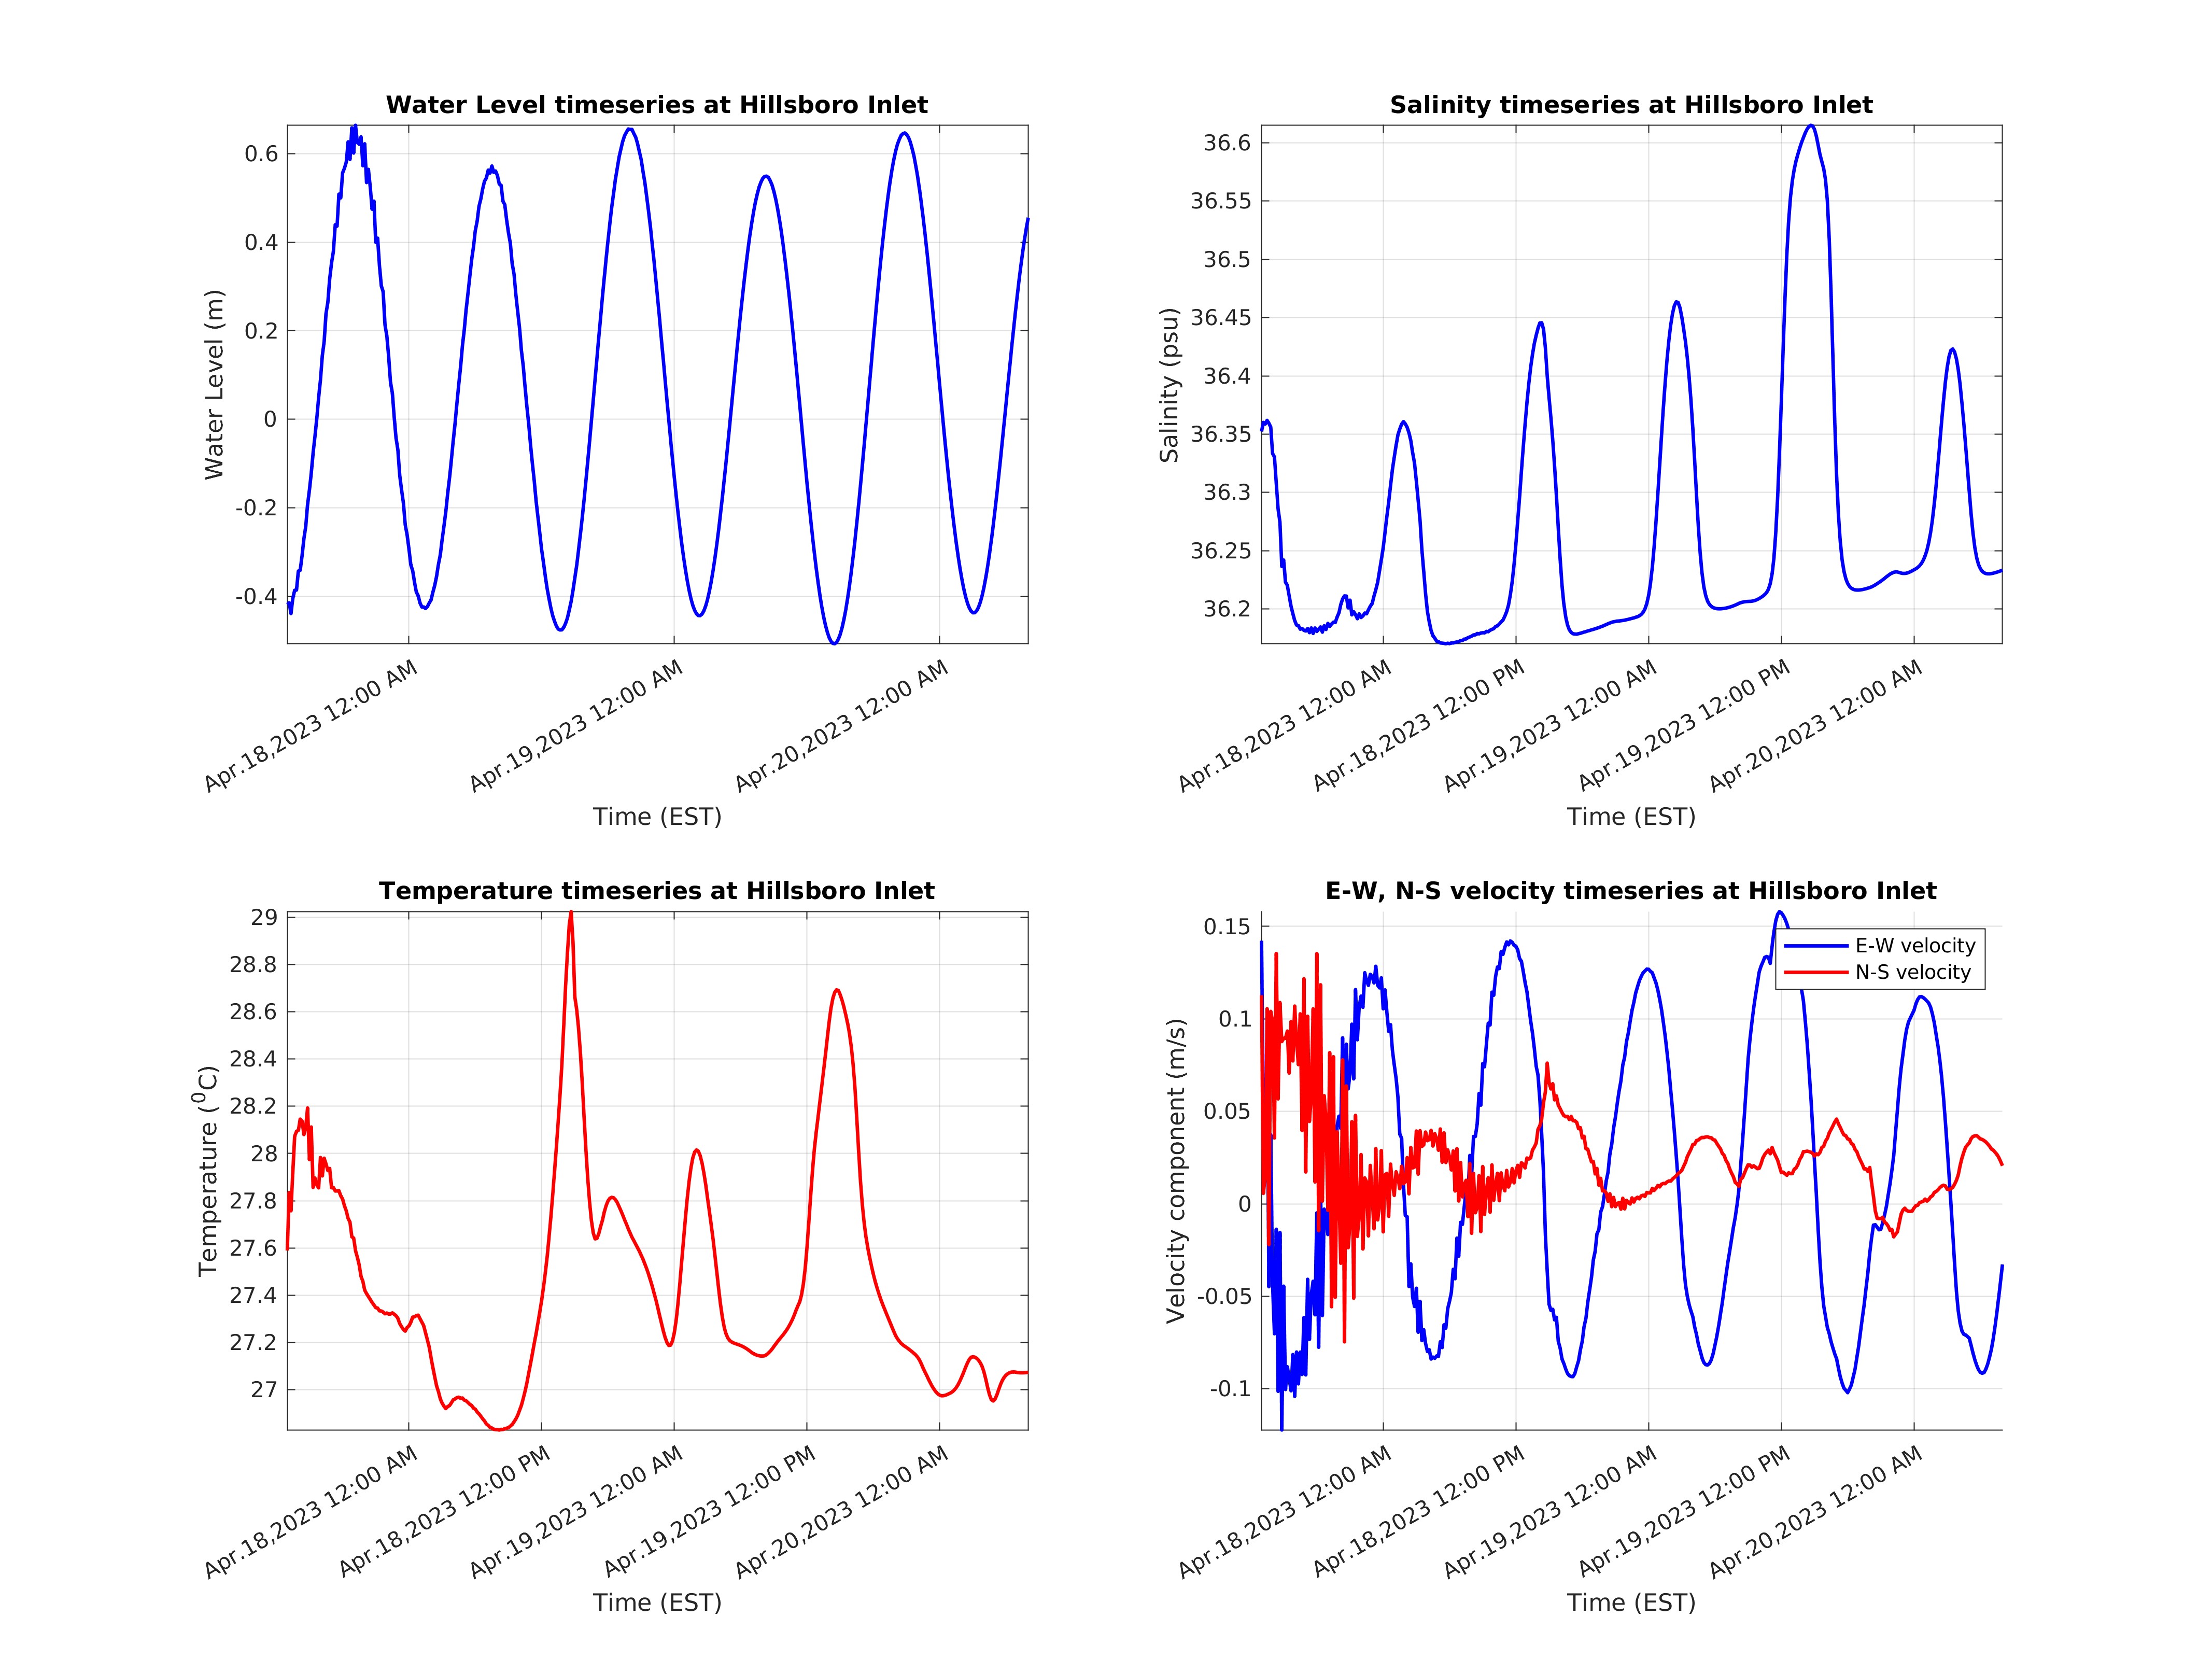 Water Level timeseries at Hillsboro Inlet
Water Level (m)
0.6
0.4
0.2
0
-0.2
-0.4
Apr.18,2023 12:00 AM
Apr.19,2023 12:00 AM
Apr.20,2023 12:00 AM
Time (EST)
Salinity timeseries at Hillsboro Inlet
Salinity (psu)
36.6
36.55
36.5
36.45
36.4
36.35
36.3
36.25
36.2
Apr.18,2023 12:00 AM
Apr.18,2023 12:00 PM
Apr.19,2023 12:00 AM
Apr.19,2023 12:00 PM
Apr.20,2023 12:00 AM
Time (EST)
Temperature timeseries at Hillsboro Inlet
Temperature (⁰C)
29
28.8
28.6
28.4
28.2
28
27.8
27.6
27.4
27.2
27
Apr.18,2023 12:00 AM
Apr.18,2023 12:00 PM
Apr.19,2023 12:00 AM
Apr.19,2023 12:00 PM
Apr.20,2023 12:00 AM
Time (EST)
E-W, N-S velocity timeseries at Hillsboro Inlet
Velocity component (m/s)
0.15
0.1
0.05
0
-0.05
-0.1
E-W velocity
N-S velocity
Apr.18,2023 12:00 AM
Apr.18,2023 12:00 PM
Apr.19,2023 12:00 AM
Apr.19,2023 12:00 PM
Apr.20,2023 12:00 AM
Time (EST)